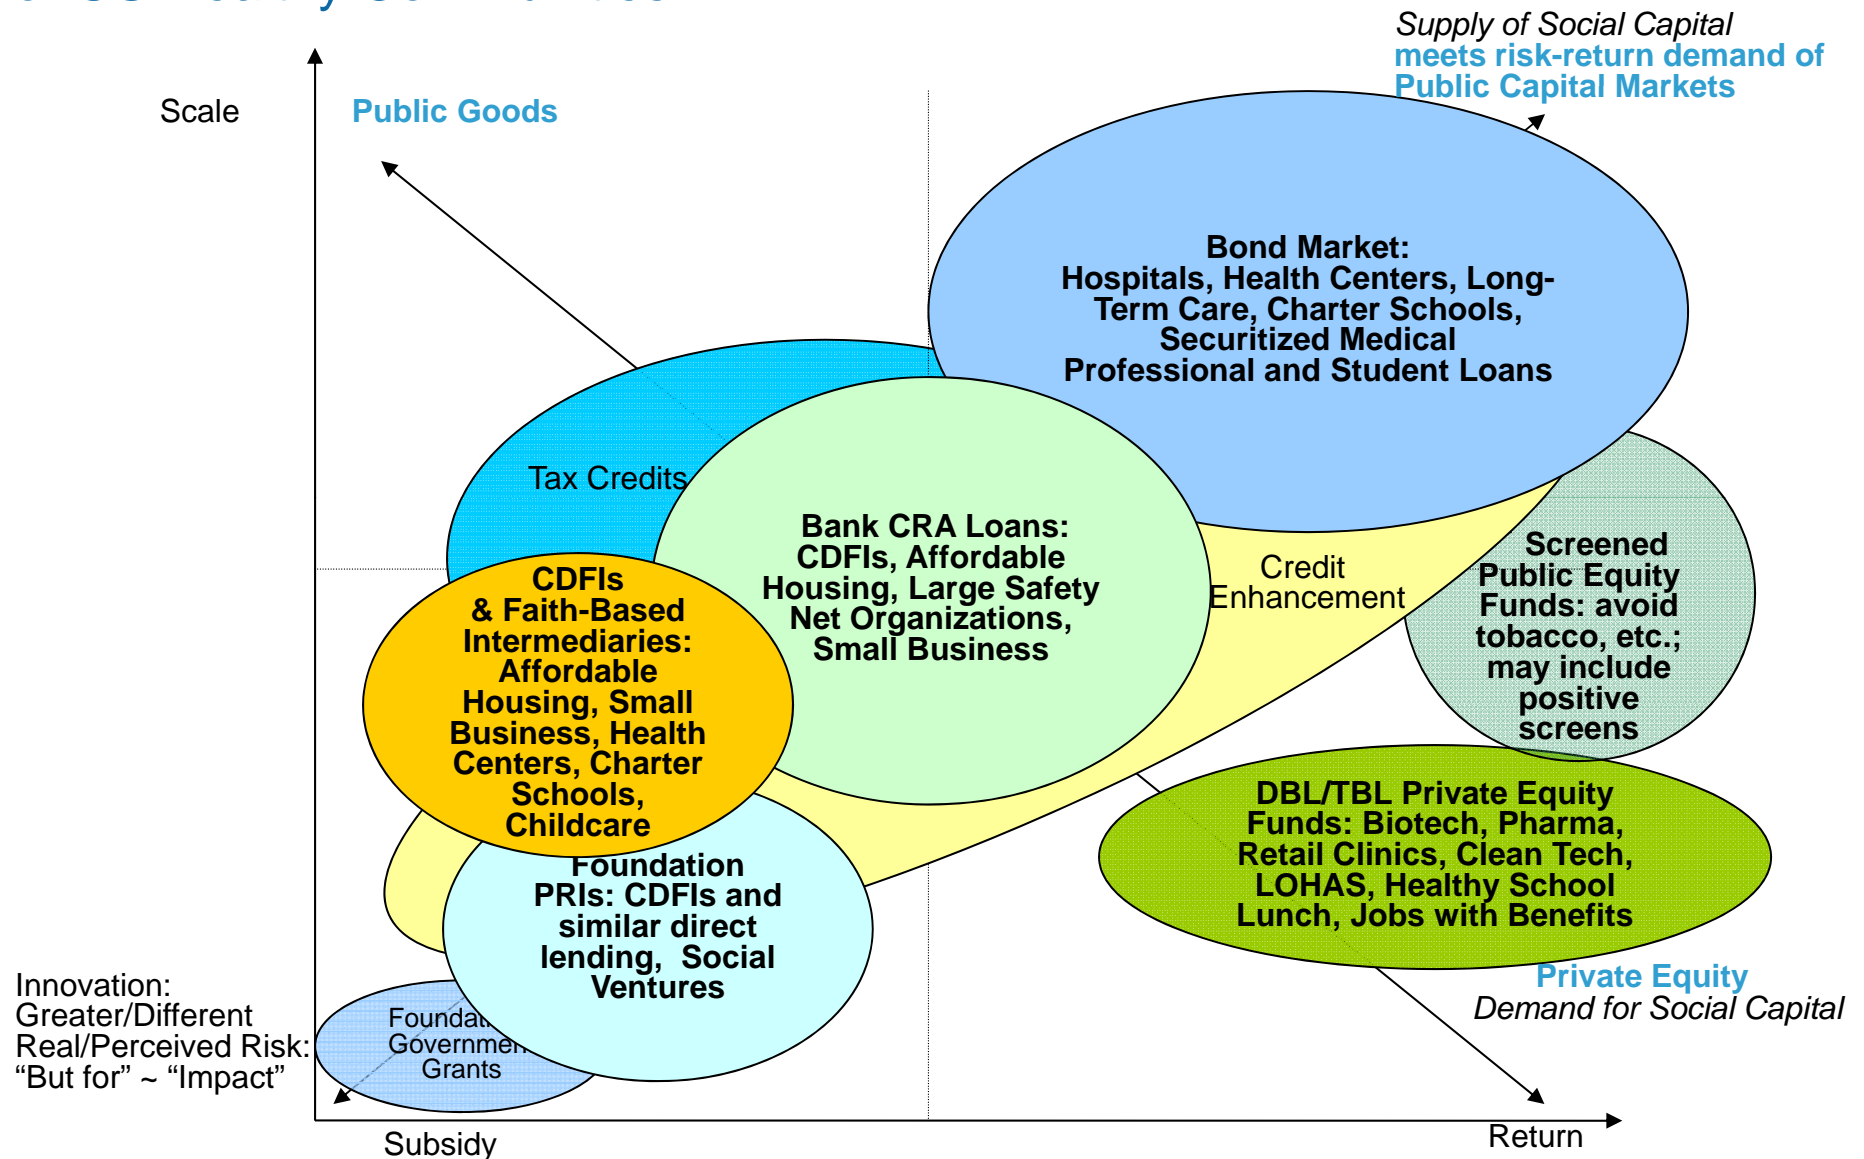 Supply of Social Capital
meets risk-return demand of
Public Capital Markets
Scale
Public Goods
Bond Market:
Hospitals, Health Centers, Long-
Term Care, Charter Schools,
Securitized Medical
Professional and Student Loans
Tax Credits
Bank CRA Loans:
CDFIs, Affordable
Housing, Large Safety
Net Organizations,
Small Business
Credit
Enhancement
Screened
Public Equity
Funds: avoid
tobacco, etc.;
may include
positive
screens
CDFIs
& Faith-Based
Intermediaries:
Affordable
Housing, Small
Business, Health
Centers, Charter
Schools,
Childcare
DBL/TBL Private Equity
Funds: Biotech, Pharma,
Retail Clinics, Clean Tech,
LOHAS, Healthy School
Lunch, Jobs with Benefits
Foundation
PRIs: CDFIs and
similar direct
lending, Social
Ventures
Private Equity
Demand for Social Capital
Innovation:
Greater/Different
Real/Perceived Risk:
“But for” ~ “Impact”
Grants
Subsidy
Return